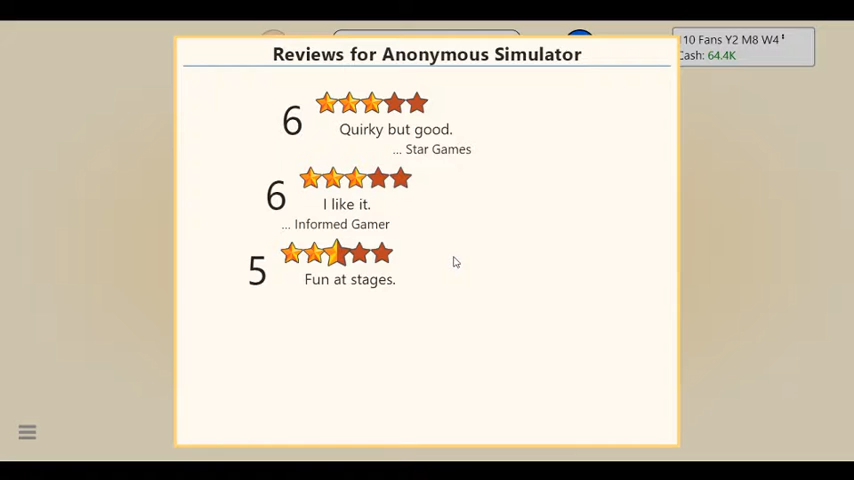 Reviews for Anonymous Simulator
110 Fans Y2 M8 W4
Cash: 64.4K
6
Quirky but good.
... Star Games
6
I like it.
... Informed Gamer
5
Fun at stages.